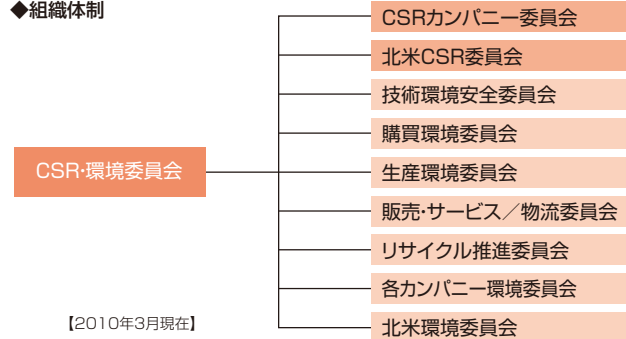 ◆組織体制
CSRカンパニー委員会
北米CSR委員会
技術環境安全委員会
購買環境委員会
CSR・環境委員会
生産環境委員会
販売・サービス／物流委員会
リサイクル推進委員会
各カンパニー環境委員会
北米環境委員会
【2010年3月現在】